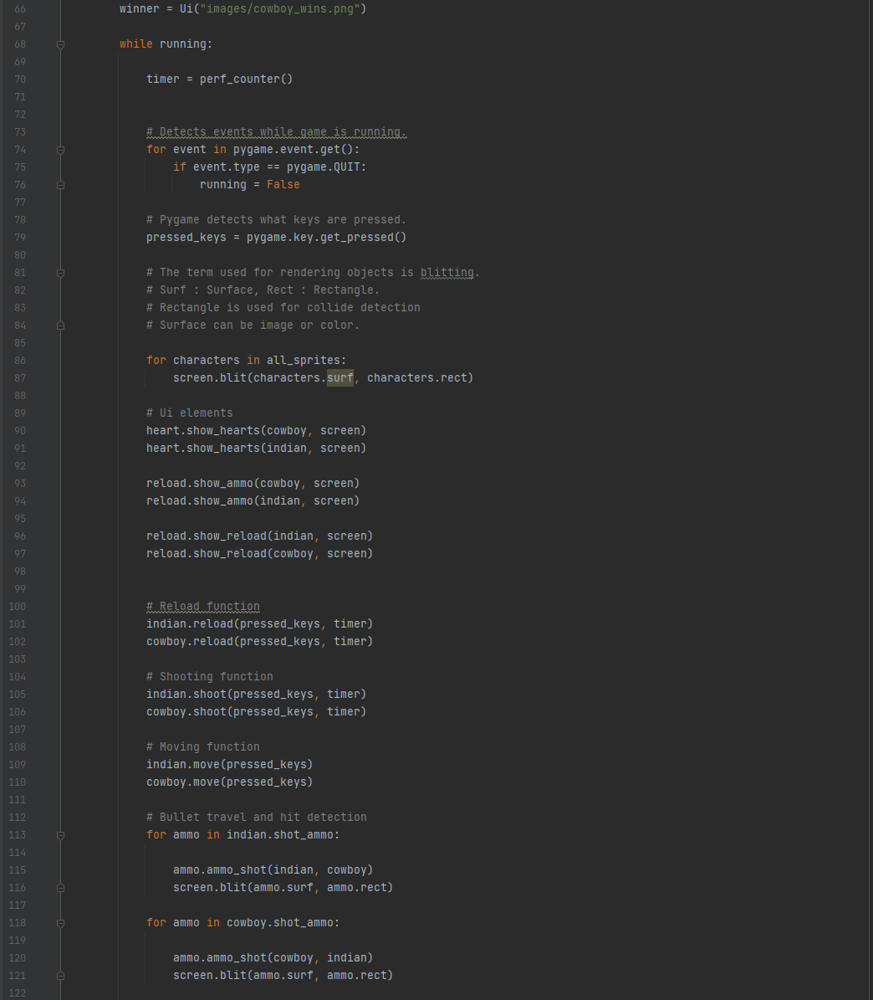 66 winner = Ui("images/cowboy_wins.png")
67
68 while running:
69
70 timer = perf_counter()
71
72
73 # Detects events while game is running.
74 for event in pygame.event.get():
75 if event.type == pygame.QUIT:
76 running = False
77
78 # Pygame detects what keys are pressed.
79 pressed_keys = pygame.key.get_pressed()
80
81 # The term used for rendering objects is blitting.
82 # Surf : Surface, Rect : Rectangle.
83 # Rectangle is used for collide detection
84 # Surface can be image or color.
85
86 for characters in all_sprites:
87 screen.blit(characters.surf, characters.rect)
88
89 # Ui elements
90 heart.show_hearts(cowboy, screen)
91 heart.show_hearts(indian, screen)
92
93 reload.show_ammo(cowboy, screen)
94 reload.show_ammo(indian, screen)
95
96 reload.show_reload(indian, screen)
97 reload.show_reload(cowboy, screen)
98
99
100 # Reload function
101 indian.reload(pressed_keys, timer)
102 cowboy.reload(pressed_keys, timer)
103
104 # Shooting function
105 indian.shoot(pressed_keys, timer)
106 cowboy.shoot(pressed_keys, timer)
107
108 # Moving function
109 indian.move(pressed_keys)
110 cowboy.move(pressed_keys)
111
112 # Bullet travel and hit detection
113 for ammo in indian.shot_ammo:
114
115 ammo.ammo_shot(indian, cowboy)
116 screen.blit(ammo.surf, ammo.rect)
117
118 for ammo in cowboy.shot_ammo:
119
120 ammo.ammo_shot(cowboy, indian)
121 screen.blit(ammo.surf, ammo.rect)
122